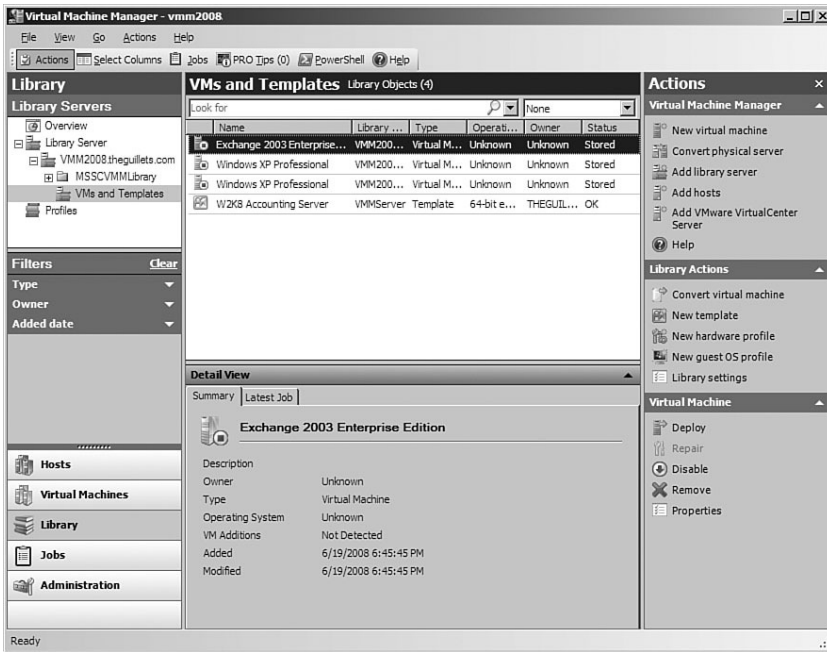 Virtual Machine Manager - vmm2008
File View Go Actions Help
Actions Select Columns Jobs PRO Tips (0) PowerShell Help
Library
Library Servers
Overview
Library Server
VMM2008.theguillets.com
MSSCVMMLibrary
VMs and Templates
Profiles
Filters Clear
Type
Owner
Added date
Hosts
Virtual Machines
Library
Jobs
Administration
VMs and Templates Library Objects (4)
Look for None
Name Library ... Type Operati... Owner Status
Exchange 2003 Enterprise... VMM200... Virtual M... Unknown Unknown Stored
Windows XP Professional VMM200... Virtual M... Unknown Unknown Stored
Windows XP Professional VMM200... Virtual M... Unknown Unknown Stored
W2K8 Accounting Server VMMServer Template 64-bit e... THEGUIL... OK
Detail View
Summary Latest Job
Exchange 2003 Enterprise Edition
Description
Owner Unknown
Type Virtual Machine
Operating System Unknown
VM Additions Not Detected
Added 6/19/2008 6:45:45 PM
Modified 6/19/2008 6:45:45 PM
Actions
Virtual Machine Manager
New virtual machine
Convert physical server
Add library server
Add hosts
Add VMware VirtualCenter
Server
Help
Library Actions
Convert virtual machine
New template
New hardware profile
New guest OS profile
Library settings
Virtual Machine
Deploy
Repair
Disable
Remove
Properties
Ready